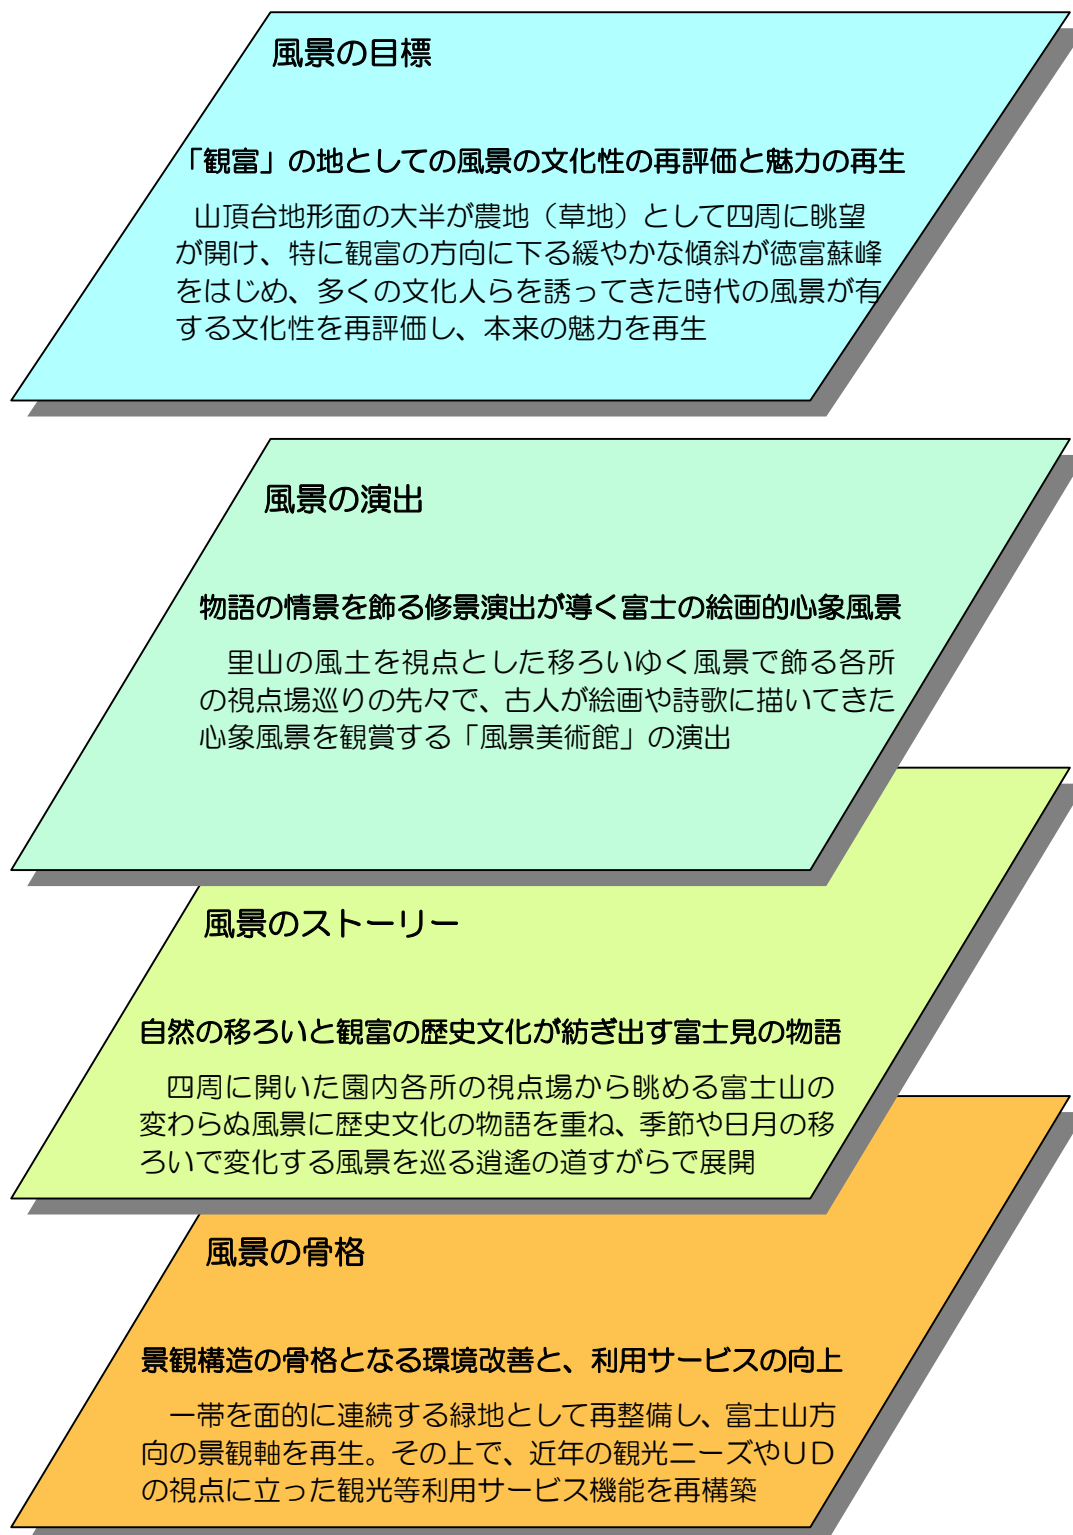 風景の目標
「観富」の地としての風景の文化性の再評価と魅力の再生
山頂台地形面の大半が農地（草地）として四周に眺望
が開け、特に観富の方向に下る緩やかな傾斜が徳富蘇峰
をはじめ、多くの文化人らを誘ってきた時代の風景が有
する文化性を再評価し、本来の魅力を再生
風景の演出
物語の情景を飾る修景演出が導く富士の絵画的心象風景
里山の風土を視点とした移ろいゆく風景で飾る各所
の視点場巡りの先々で、古人が絵画や詩歌に描いてきた
心象風景を観賞する「風景美術館」の演出
風景のストーリー
自然の移ろいと観富の歴史文化が紡ぎ出す富士見の物語
四周に開いた園内各所の視点場から眺める富士山の
変わらぬ風景に歴史文化の物語を重ね、季節や日月の移
ろいで変化する風景を巡る逍遙の道すがらで展開
風景の骨格
景観構造の骨格となる環境改善と、利用サービスの向上
一帯を面的に連続する緑地として再整備し、富士山方
向の景観軸を再生。その上で、近年の観光ニーズやＵＤ
の視点に立った観光等利用サービス機能を再構築